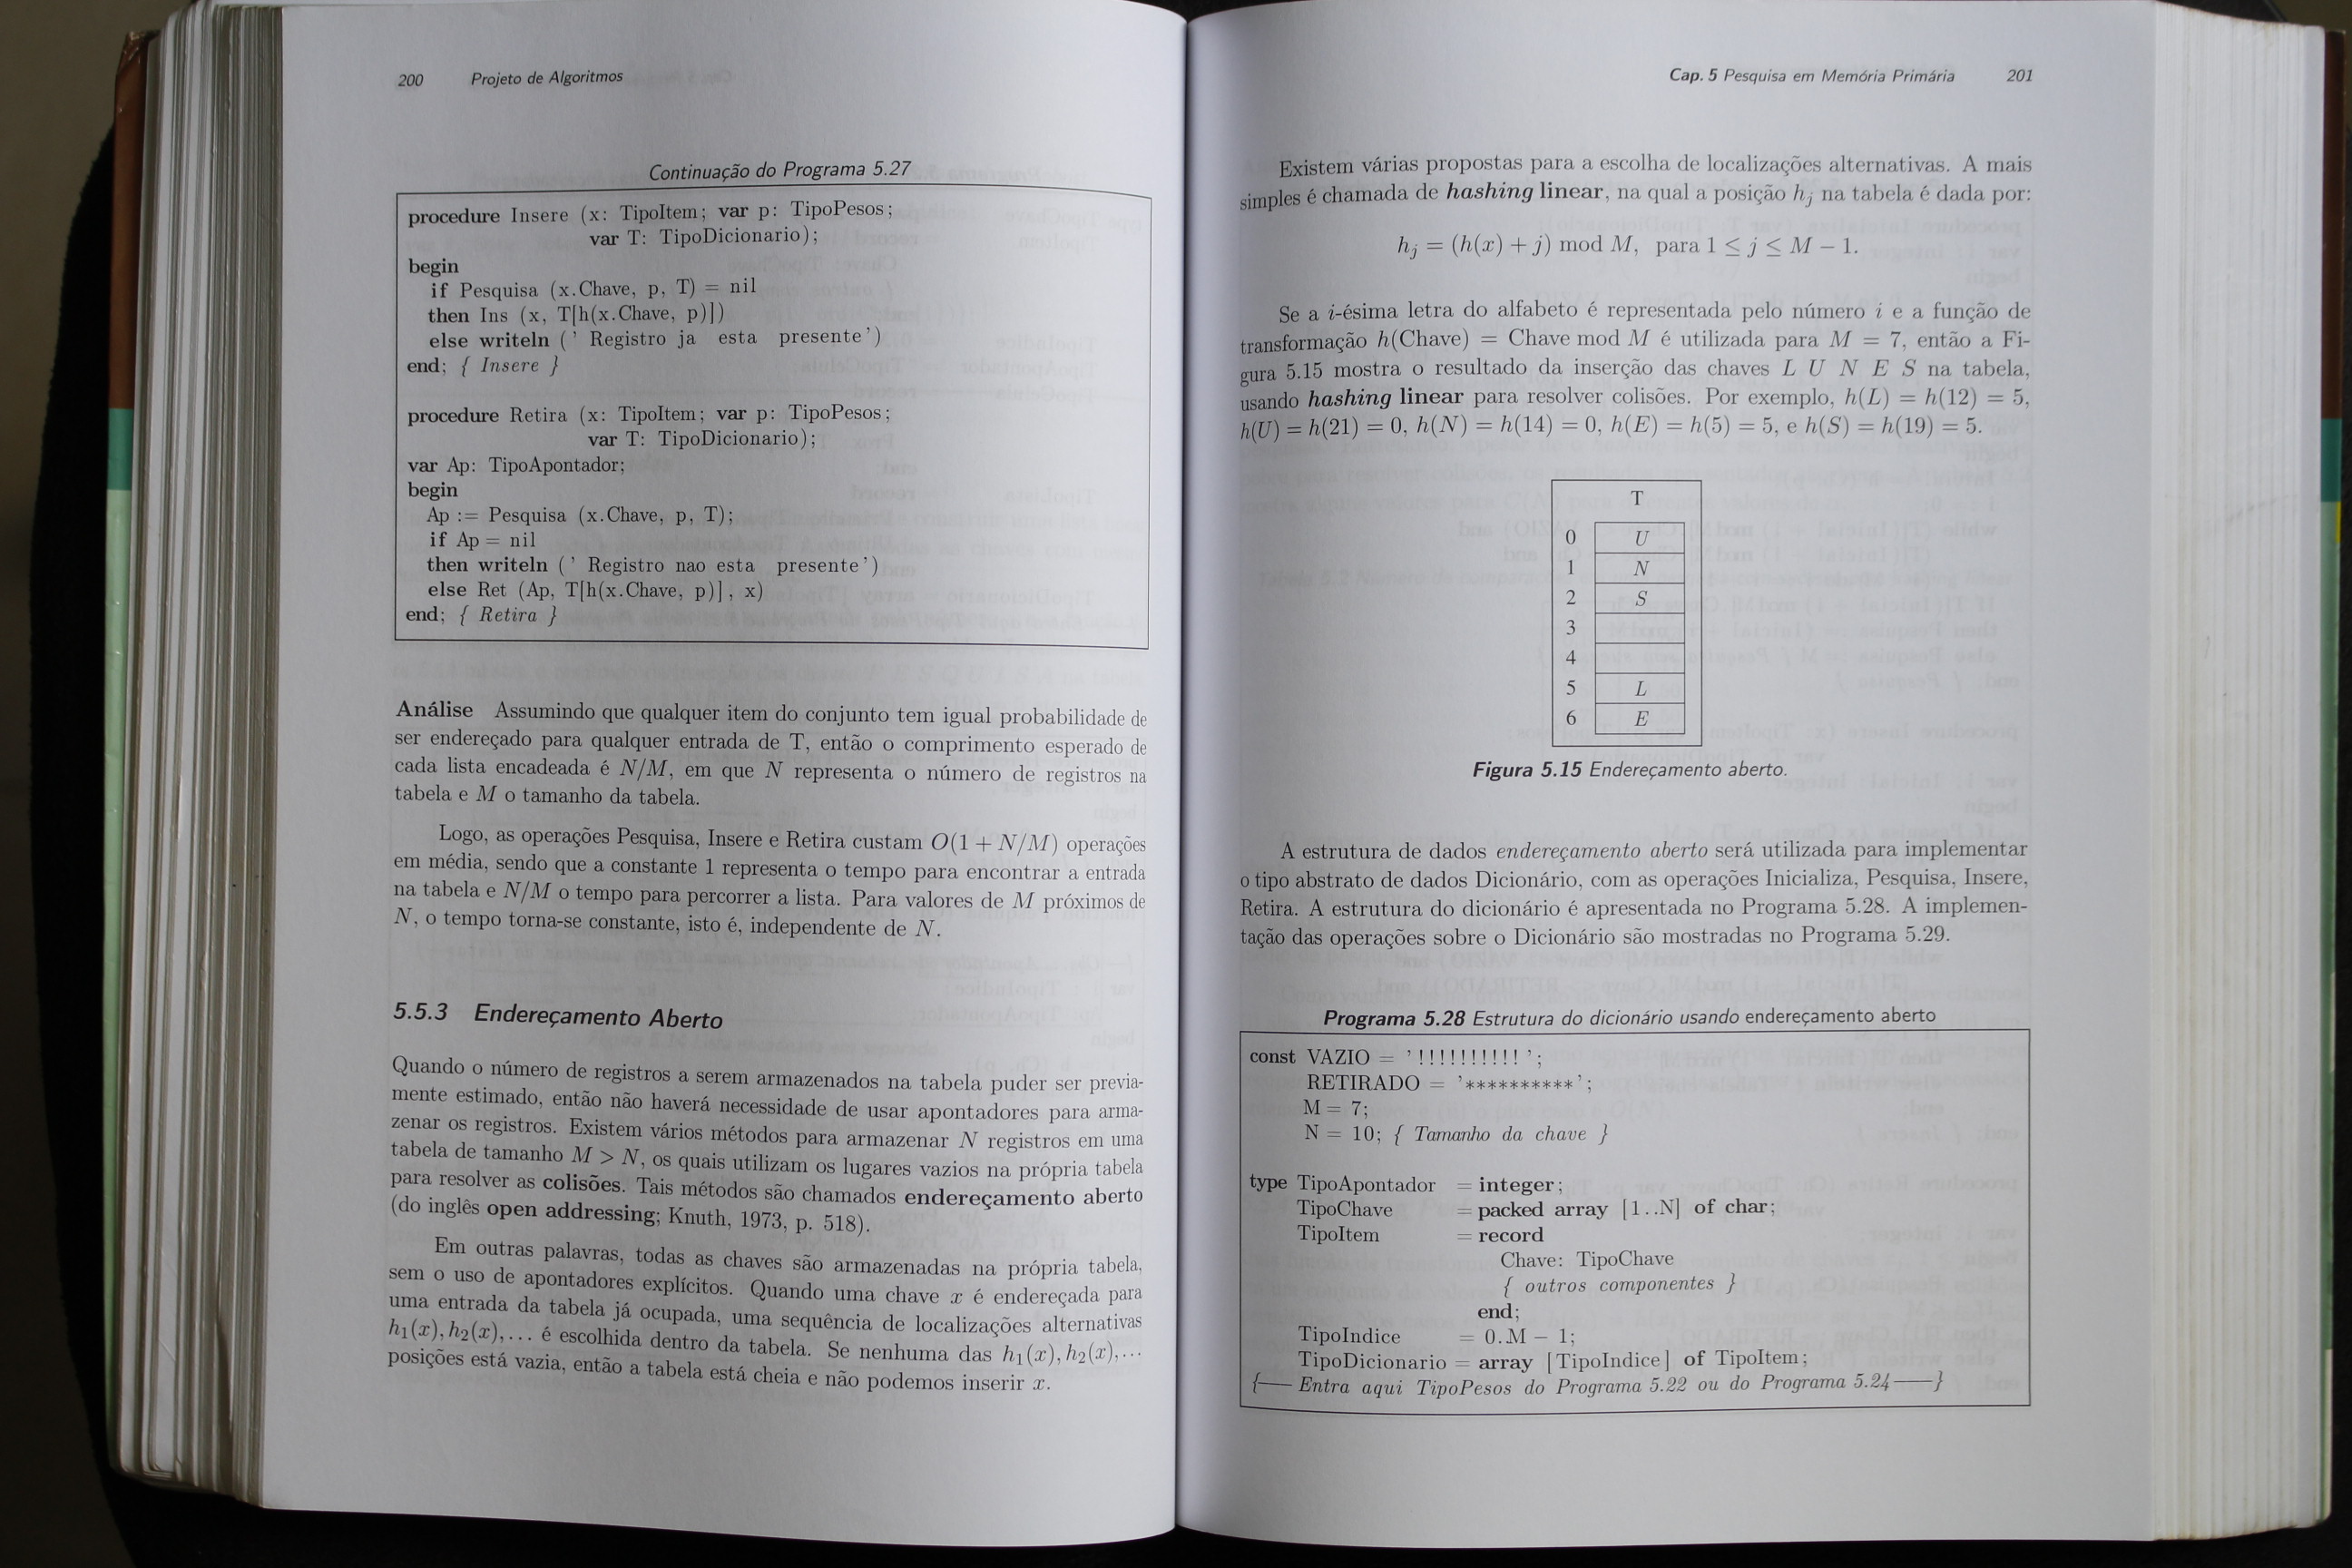 200 Projeto de Algoritmos
Continuação do Programa 5.27
procedure Insere (x: TipoItem; var p: TipoPesos;
var T: TipoDicionario);
begin
if Pesquisa (x.Chave, p, T) = nil
then Ins (x, T[h(x.Chave, p)])
else writeln (' Registro ja esta presente')
end; { Insere }
procedure Retira (x: TipoItem; var p: TipoPesos;
var T: TipoDicionario);
var Ap: TipoApontador;
begin
Ap := Pesquisa (x.Chave, p, T);
if Ap = nil
then writeln (' Registro nao esta presente')
else Ret (Ap, T[h(x.Chave, p)], x)
end; { Retira }
Análise Assumindo que qualquer item do conjunto tem igual probabilidade de
ser endereçado para qualquer entrada de T, então o comprimento esperado de
cada lista encadeada é N/M, em que N representa o número de registros na
tabela e M o tamanho da tabela.
Logo, as operações Pesquisa, Insere e Retira custam O(1 + N/M) operações
em média, sendo que a constante 1 representa o tempo para encontrar a entrada
na tabela e N/M o tempo para percorrer a lista. Para valores de M próximos de
N, o tempo torna-se constante, isto é, independente de N.
5.5.3 Endereçamento Aberto
Quando o número de registros a serem armazenados na tabela puder ser previa-
mente estimado, então não haverá necessidade de usar apontadores para arma-
zenar os registros. Existem vários métodos para armazenar N registros em uma
tabela de tamanho M > N, os quais utilizam os lugares vazios na própria tabela
para resolver as colisões. Tais métodos são chamados endereçamento aberto
(do inglês open addressing; Knuth, 1973, p. 518).
Em outras palavras, todas as chaves são armazenadas na própria tabela,
sem o uso de apontadores explícitos. Quando uma chave x é endereçada para
uma entrada da tabela já ocupada, uma sequência de localizações alternativas
h₁(x), h₂(x), ... é escolhida dentro da tabela. Se nenhuma das h₁(x), h₂(x), ...
posições está vazia, então a tabela está cheia e não podemos inserir x.
Cap. 5 Pesquisa em Memória Primária 201
Existem várias propostas para a escolha de localizações alternativas. A mais
simples é chamada de hashing linear, na qual a posição hⱼ na tabela é dada por:
hⱼ = (h(x) + j) mod M, para 1 ≤ j ≤ M − 1.
Se a i-ésima letra do alfabeto é representada pelo número i e a função de
transformação h(Chave) = Chave mod M é utilizada para M = 7, então a Fi-
gura 5.15 mostra o resultado da inserção das chaves L U N E S na tabela,
usando hashing linear para resolver colisões. Por exemplo, h(L) = h(12) = 5,
h(U) = h(21) = 0, h(N) = h(14) = 0, h(E) = h(5) = 5, e h(S) = h(19) = 5.
T
0 U
1 N
2 S
3
4
5 L
6 E
Figura 5.15 Endereçamento aberto.
A estrutura de dados endereçamento aberto será utilizada para implementar
o tipo abstrato de dados Dicionário, com as operações Inicializa, Pesquisa, Insere,
Retira. A estrutura do dicionário é apresentada no Programa 5.28. A implemen-
tação das operações sobre o Dicionário são mostradas no Programa 5.29.
Programa 5.28 Estrutura do dicionário usando endereçamento aberto
const VAZIO = '!!!!!!!!!!';
RETIRADO = '**********';
M = 7;
N = 10; { Tamanho da chave }
type TipoApontador = integer;
TipoChave = packed array [1..N] of char;
TipoItem = record
Chave: TipoChave
{ outros componentes }
end;
TipoIndice = 0..M − 1;
TipoDicionario = array [TipoIndice] of TipoItem;
{—— Entra aqui TipoPesos do Programa 5.22 ou do Programa 5.24——}